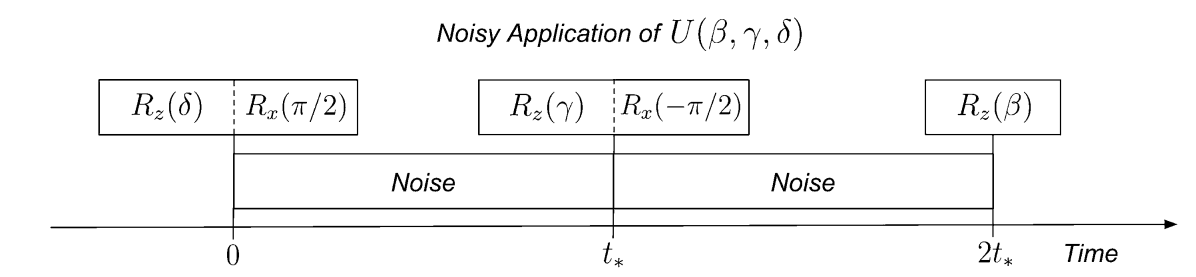 Noisy Application of U(β, γ, δ)
R_z(δ) R_x(π/2) R_z(γ) R_x(−π/2) R_z(β)
Noise Noise
0 t_* 2t_* Time